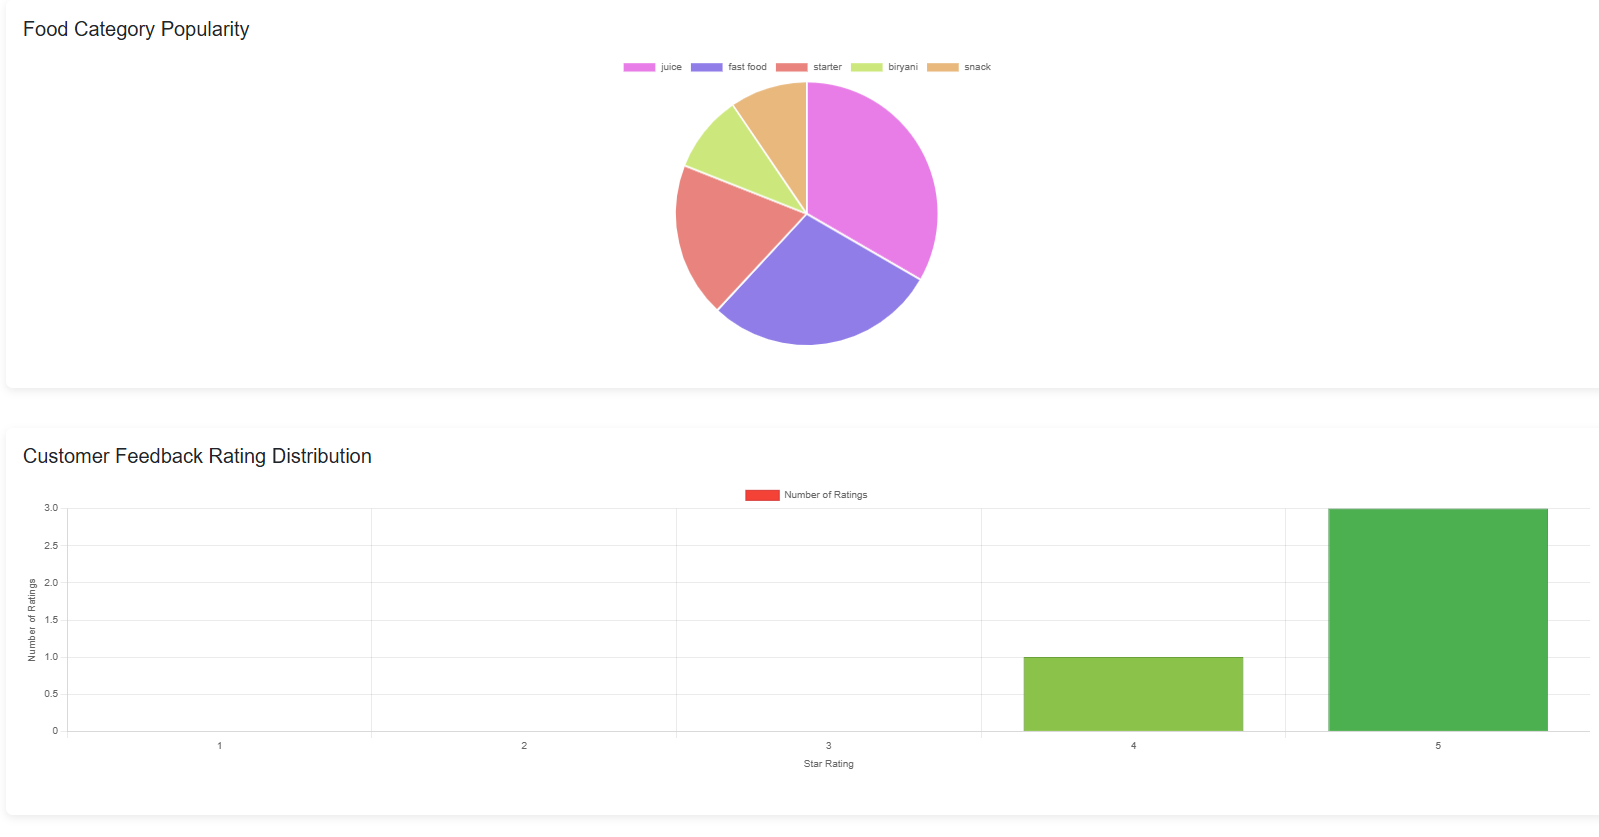 Food Category Popularity
juice fast food starter biryani snack
Customer Feedback Rating Distribution
Number of Ratings
3.0
2.5
2.0
1.5
1.0
0.5
0
Number of Ratings
1 2 3 4 5
Star Rating